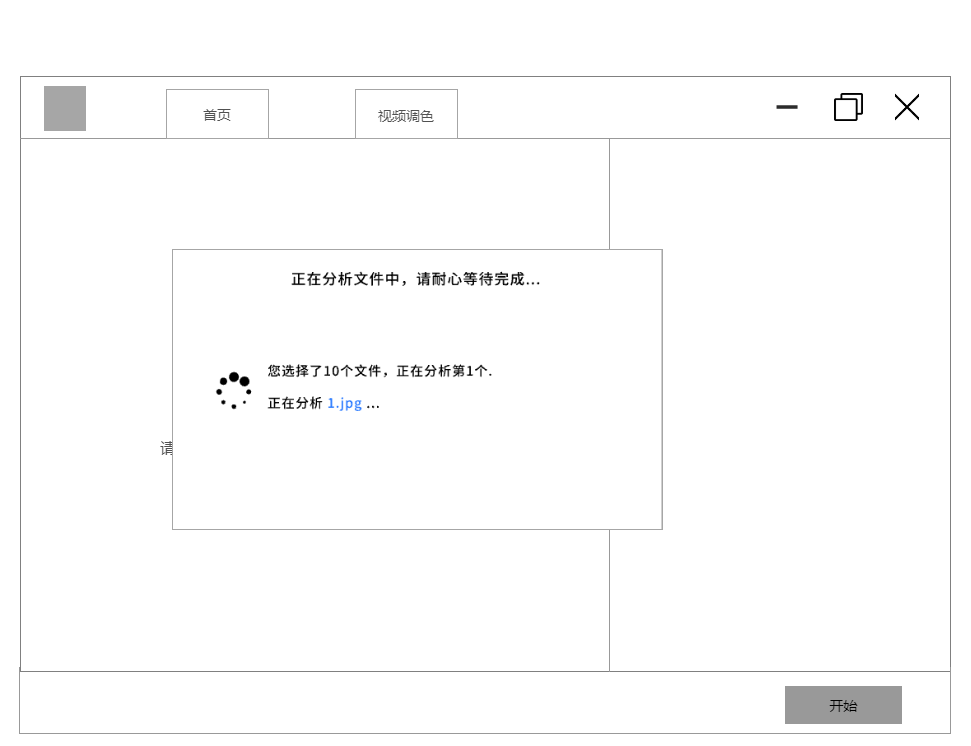 首页
视频调色
正在分析文件中，请耐心等待完成...
您选择了10个文件，正在分析第1个.
正在分析 1.jpg ...
请
开始